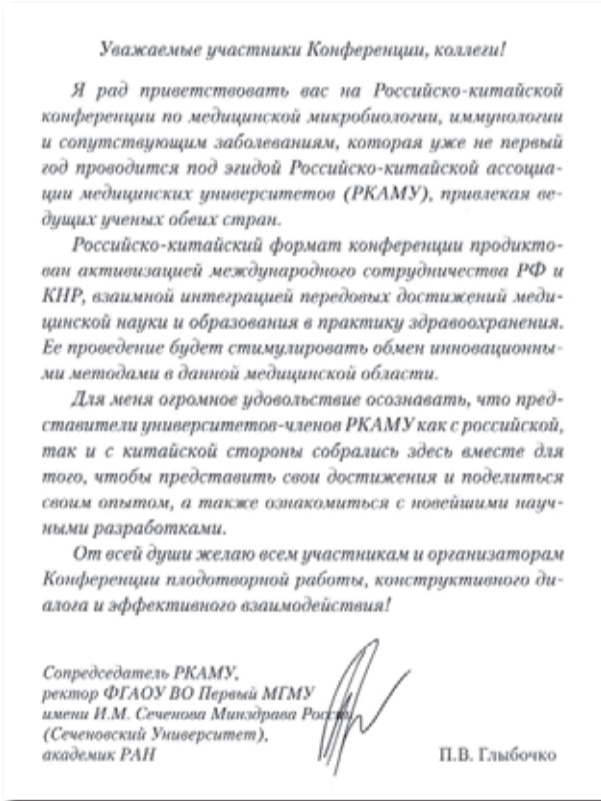 Уважаемые участники Конференции, коллеги!
Я рад приветствовать вас на Российско-китайской
конференции по медицинской микробиологии, иммунологии
и сопутствующим заболеваниям, которая уже не первый
год проводится под эгидой Российско-китайской ассоциа-
ции медицинских университетов (РКАМУ), привлекая ве-
дущих ученых обеих стран.
Российско-китайский формат конференции продикто-
ван активизацией международного сотрудничества РФ и
КНР, взаимной интеграцией передовых достижений меди-
цинской науки и образования в практику здравоохранения.
Ее проведение будет стимулировать обмен инновационны-
ми методами в данной медицинской области.
Для меня огромное удовольствие осознавать, что пред-
ставители университетов-членов РКАМУ как с российской,
так и с китайской стороны собрались здесь вместе для
того, чтобы представить свои достижения и поделиться
своим опытом, а также ознакомиться с новейшими науч-
ными разработками.
От всей души желаю всем участникам и организаторам
Конференции плодотворной работы, конструктивного ди-
алога и эффективного взаимодействия!
Сопредседатель РКАМУ,
ректор ФГАОУ ВО Первый МГМУ
имени И.М. Сеченова Минздрава России
(Сеченовский Университет),
академик РАН
П.В. Глыбочко